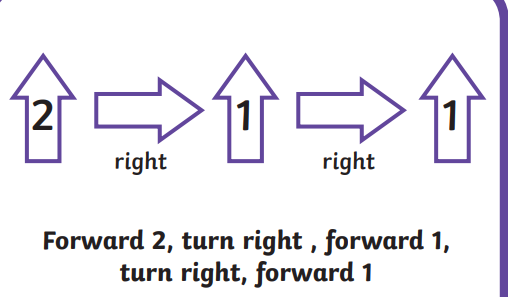 2 1 1
right right
Forward 2, turn right , forward 1,
turn right, forward 1